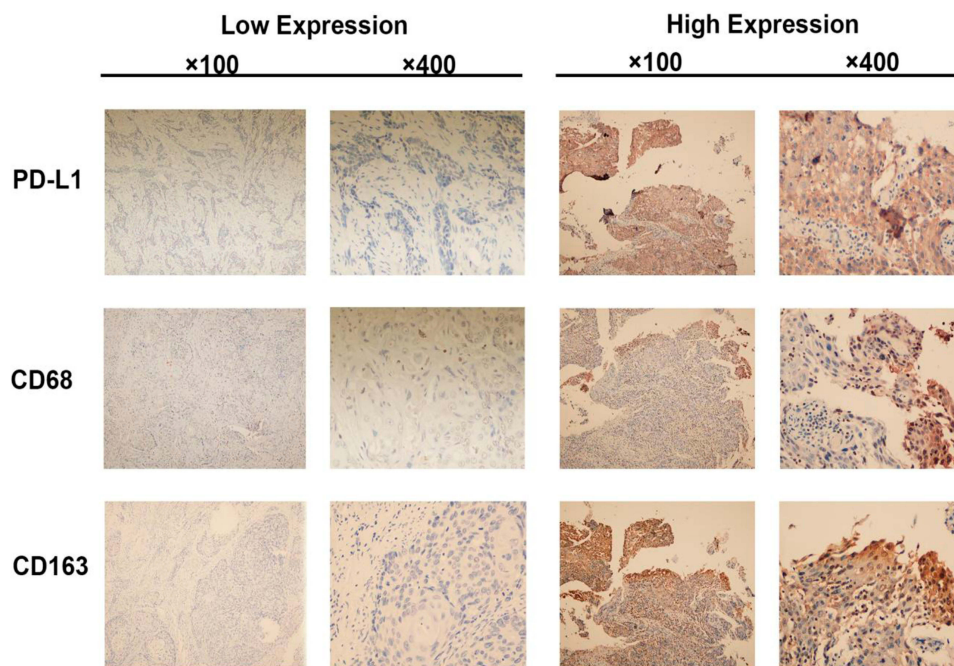 Low Expression High Expression
×100 ×400 ×100 ×400
PD-L1
CD68
CD163